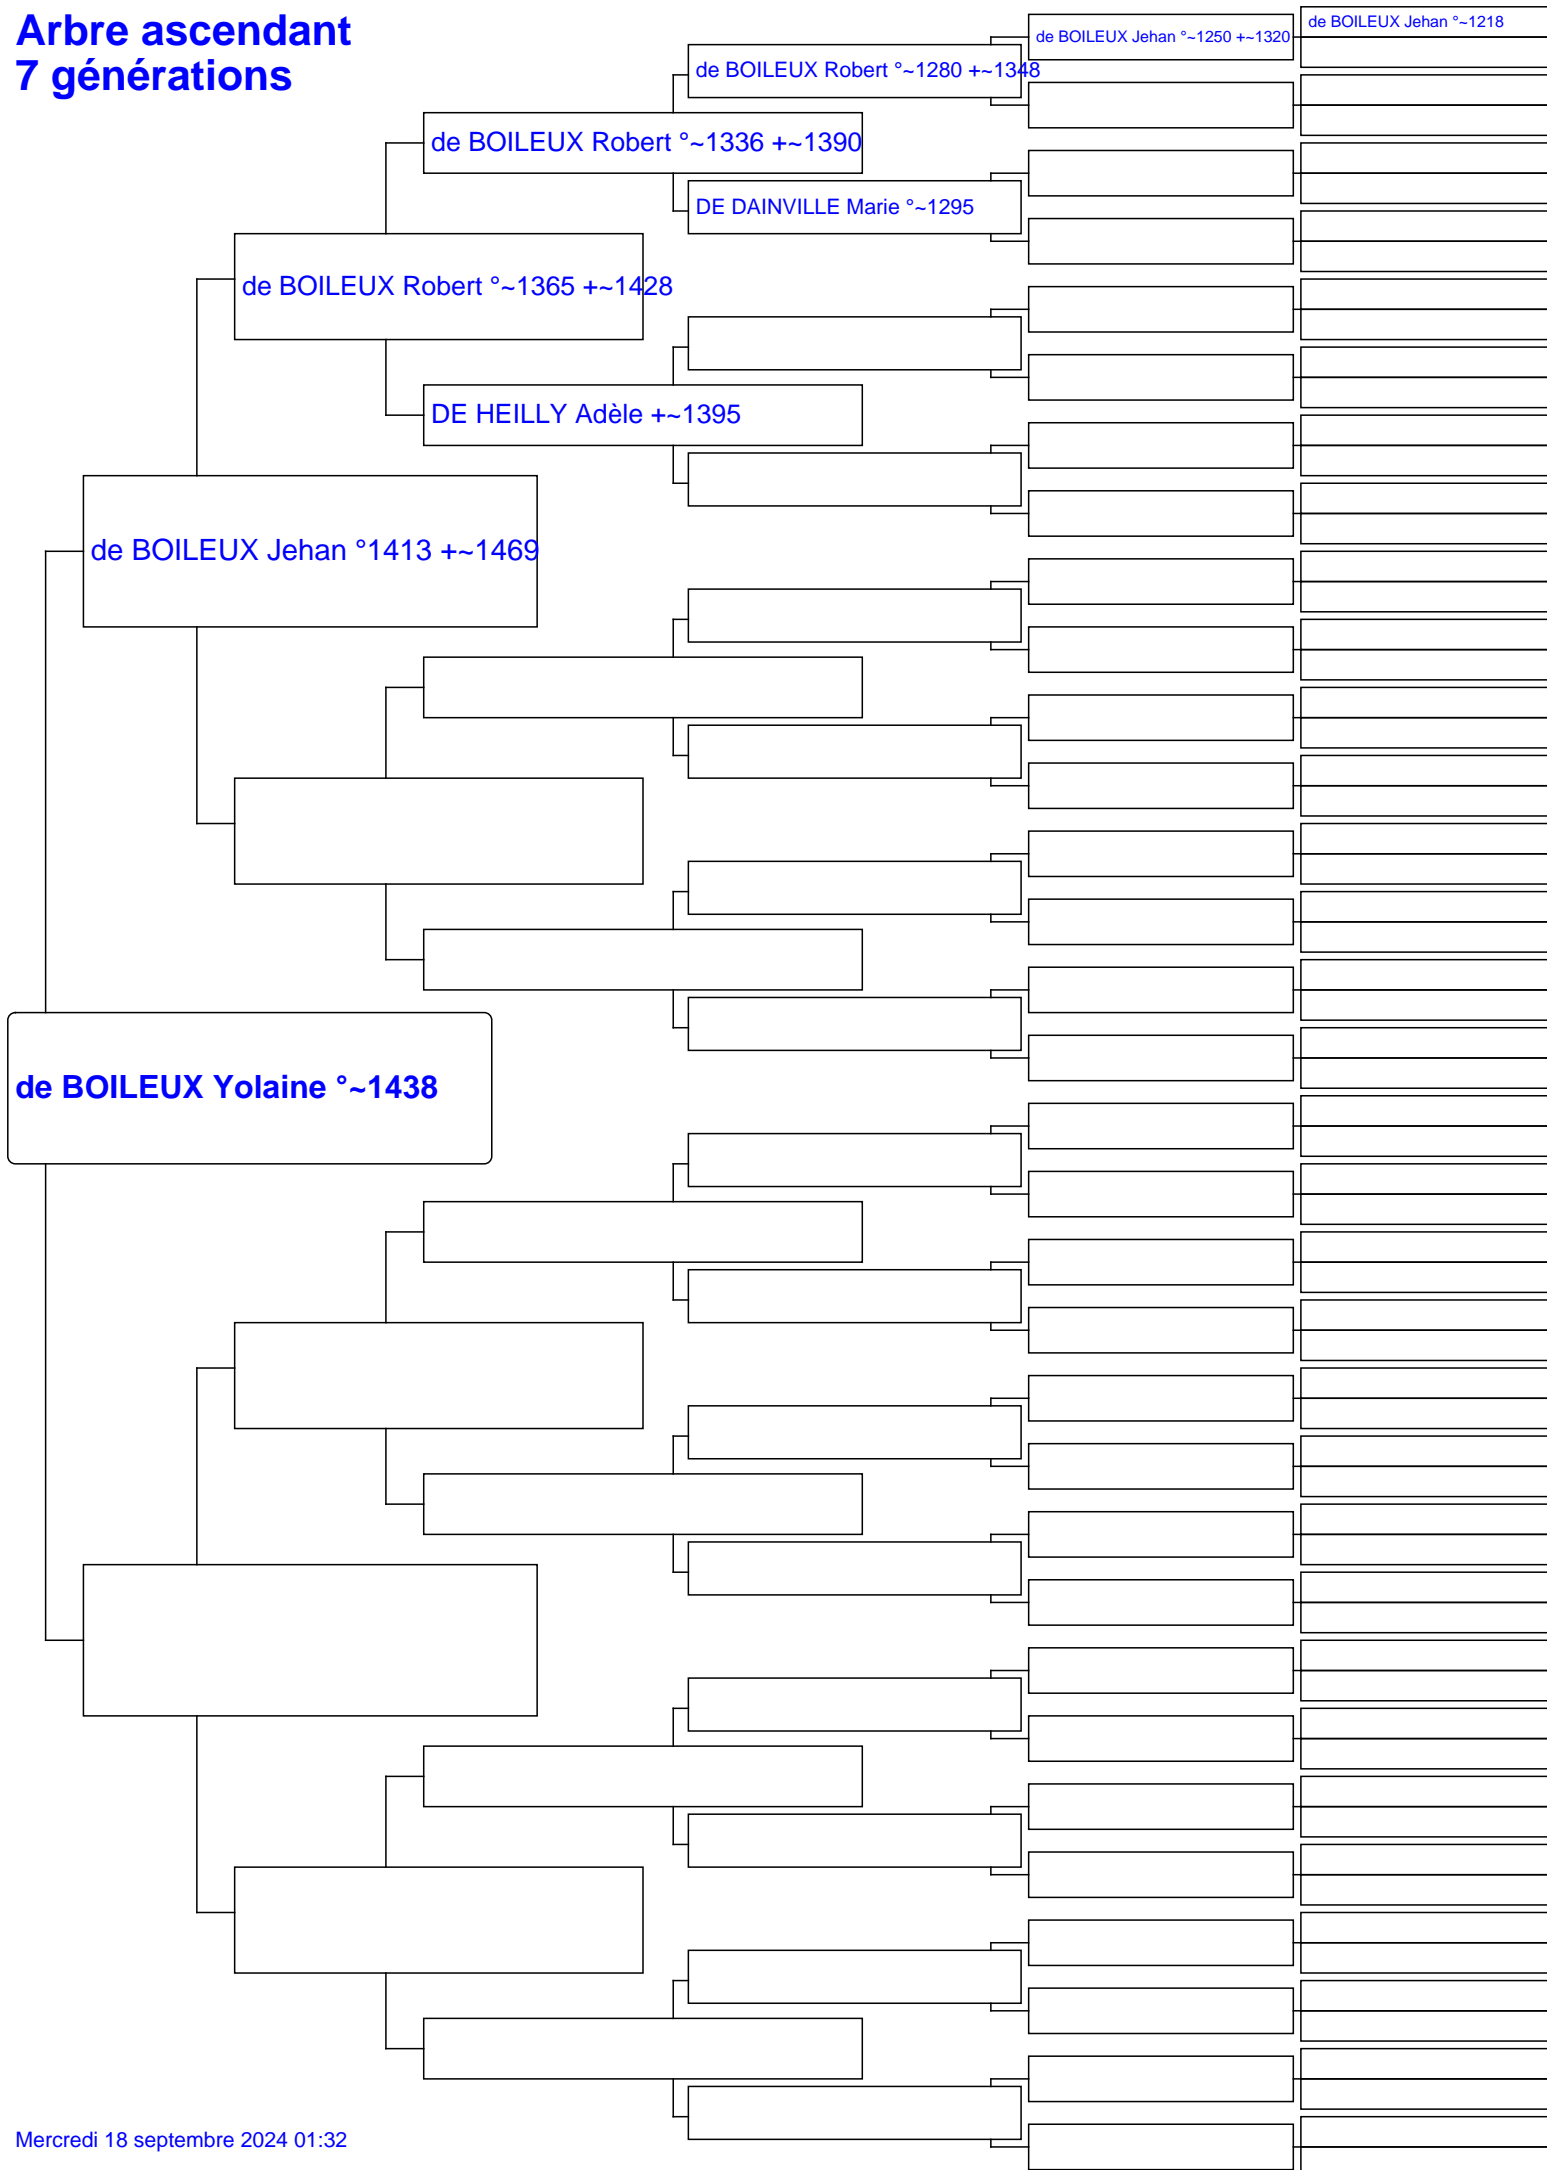 Arbre ascendant
7 générations
de BOILEUX Jehan °~1218
de BOILEUX Jehan °~1250 +~1320
de BOILEUX Robert °~1280 +~1348
de BOILEUX Robert °~1336 +~1390
DE DAINVILLE Marie °~1295
de BOILEUX Robert °~1365 +~1428
DE HEILLY Adèle +~1395
de BOILEUX Jehan °1413 +~1469
de BOILEUX Yolaine °~1438
Mercredi 18 septembre 2024 01:32